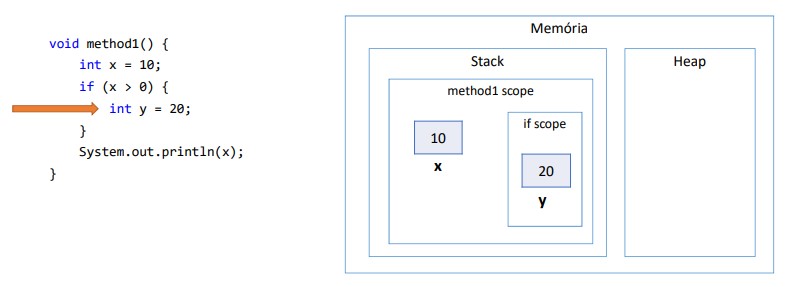 void method1() {
int x = 10;
if (x > 0) {
int y = 20;
}
System.out.println(x);
}
Memória
Stack
method1 scope
10
x
if scope
20
y
Heap